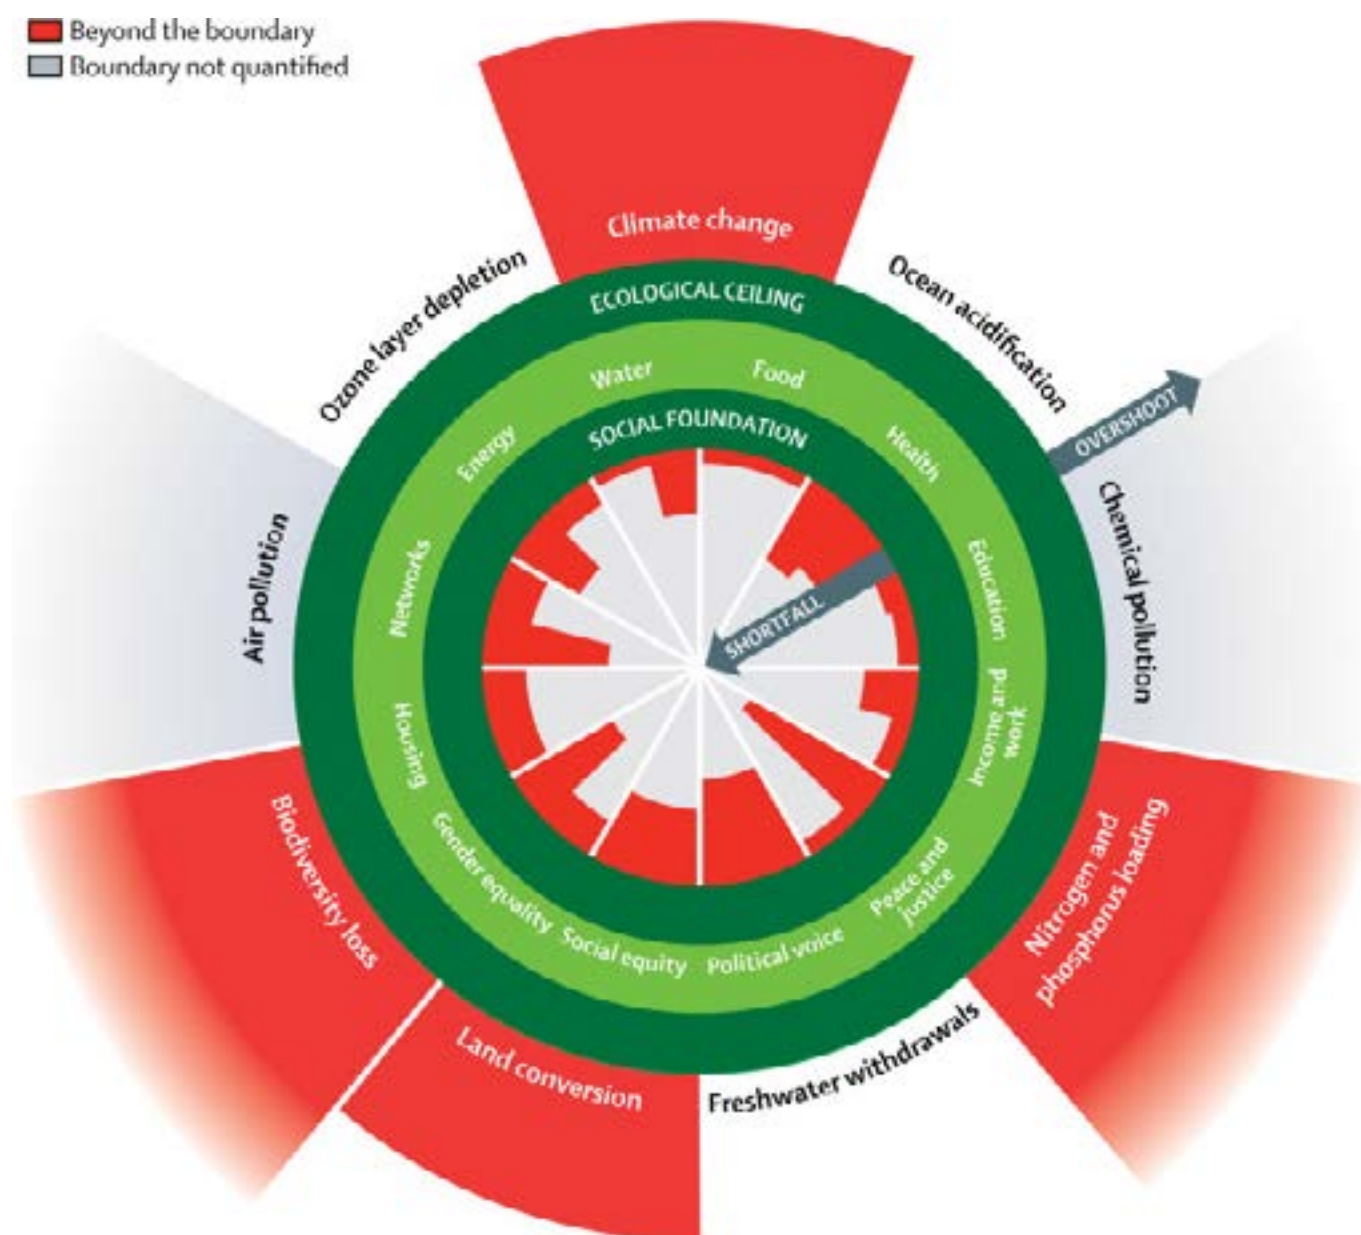 Beyond the boundary
Boundary not quantified
Climate change
ECOLOGICAL CEILING
Ozone layer depletion
Ocean acidification
Water
Food
SOCIAL FOUNDATION
Energy
Health
OVERSHOOT
Air pollution
Networks
Education
Chemical pollution
SHORTFALL
Housing
Income and
work
Biodiversity loss
Gender equality
Social equity
Political voice
Peace and
justice
Nitrogen and
phosphorus loading
Land conversion
Freshwater withdrawals